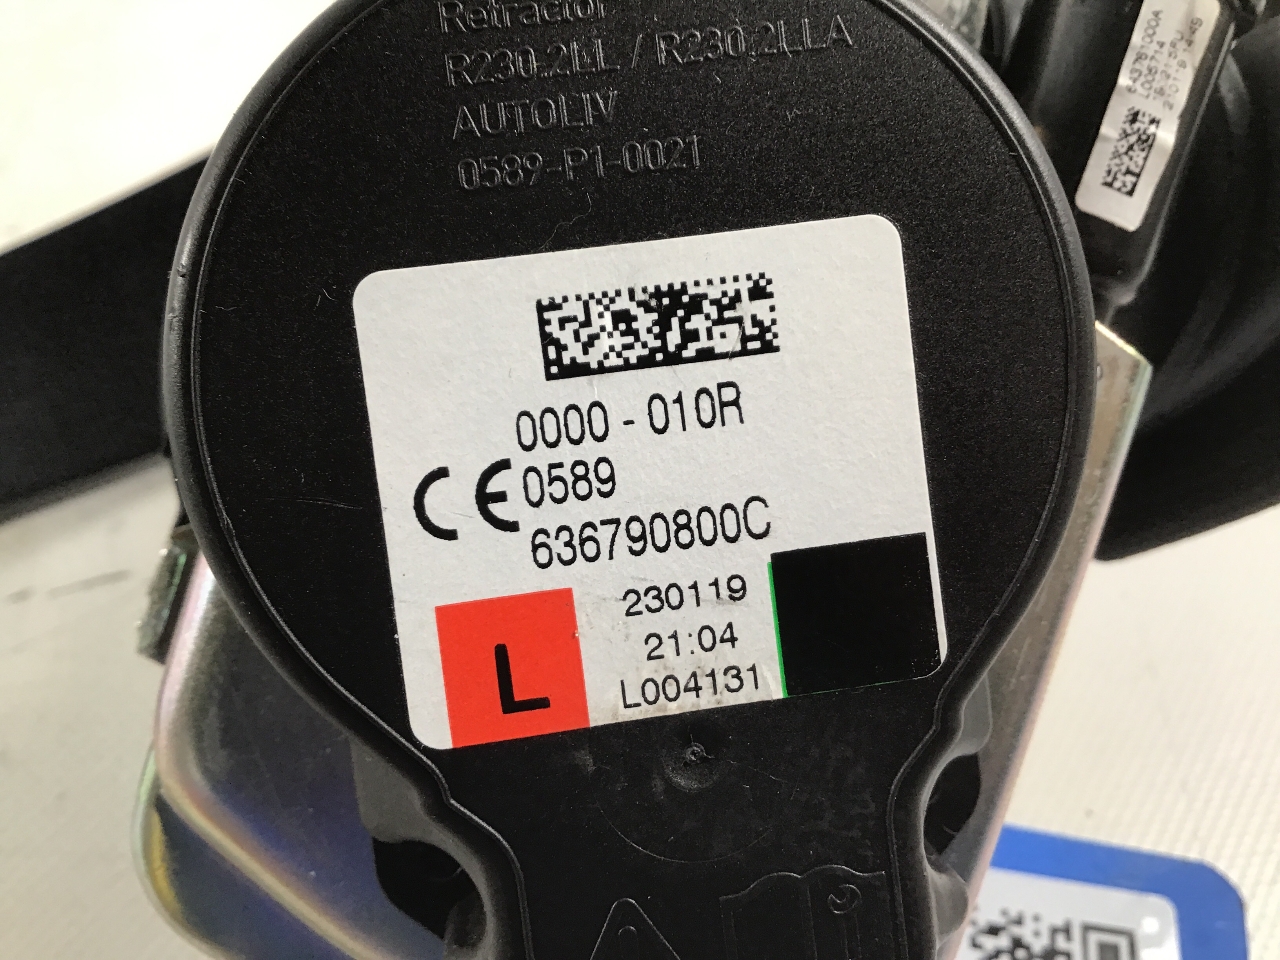 Retractor
R230.2LL / R230.2LLA
AUTOLIV
0589-P1-0021
0000 - 010R
CE 0589
636790800C
230119
21:04
L004131
L